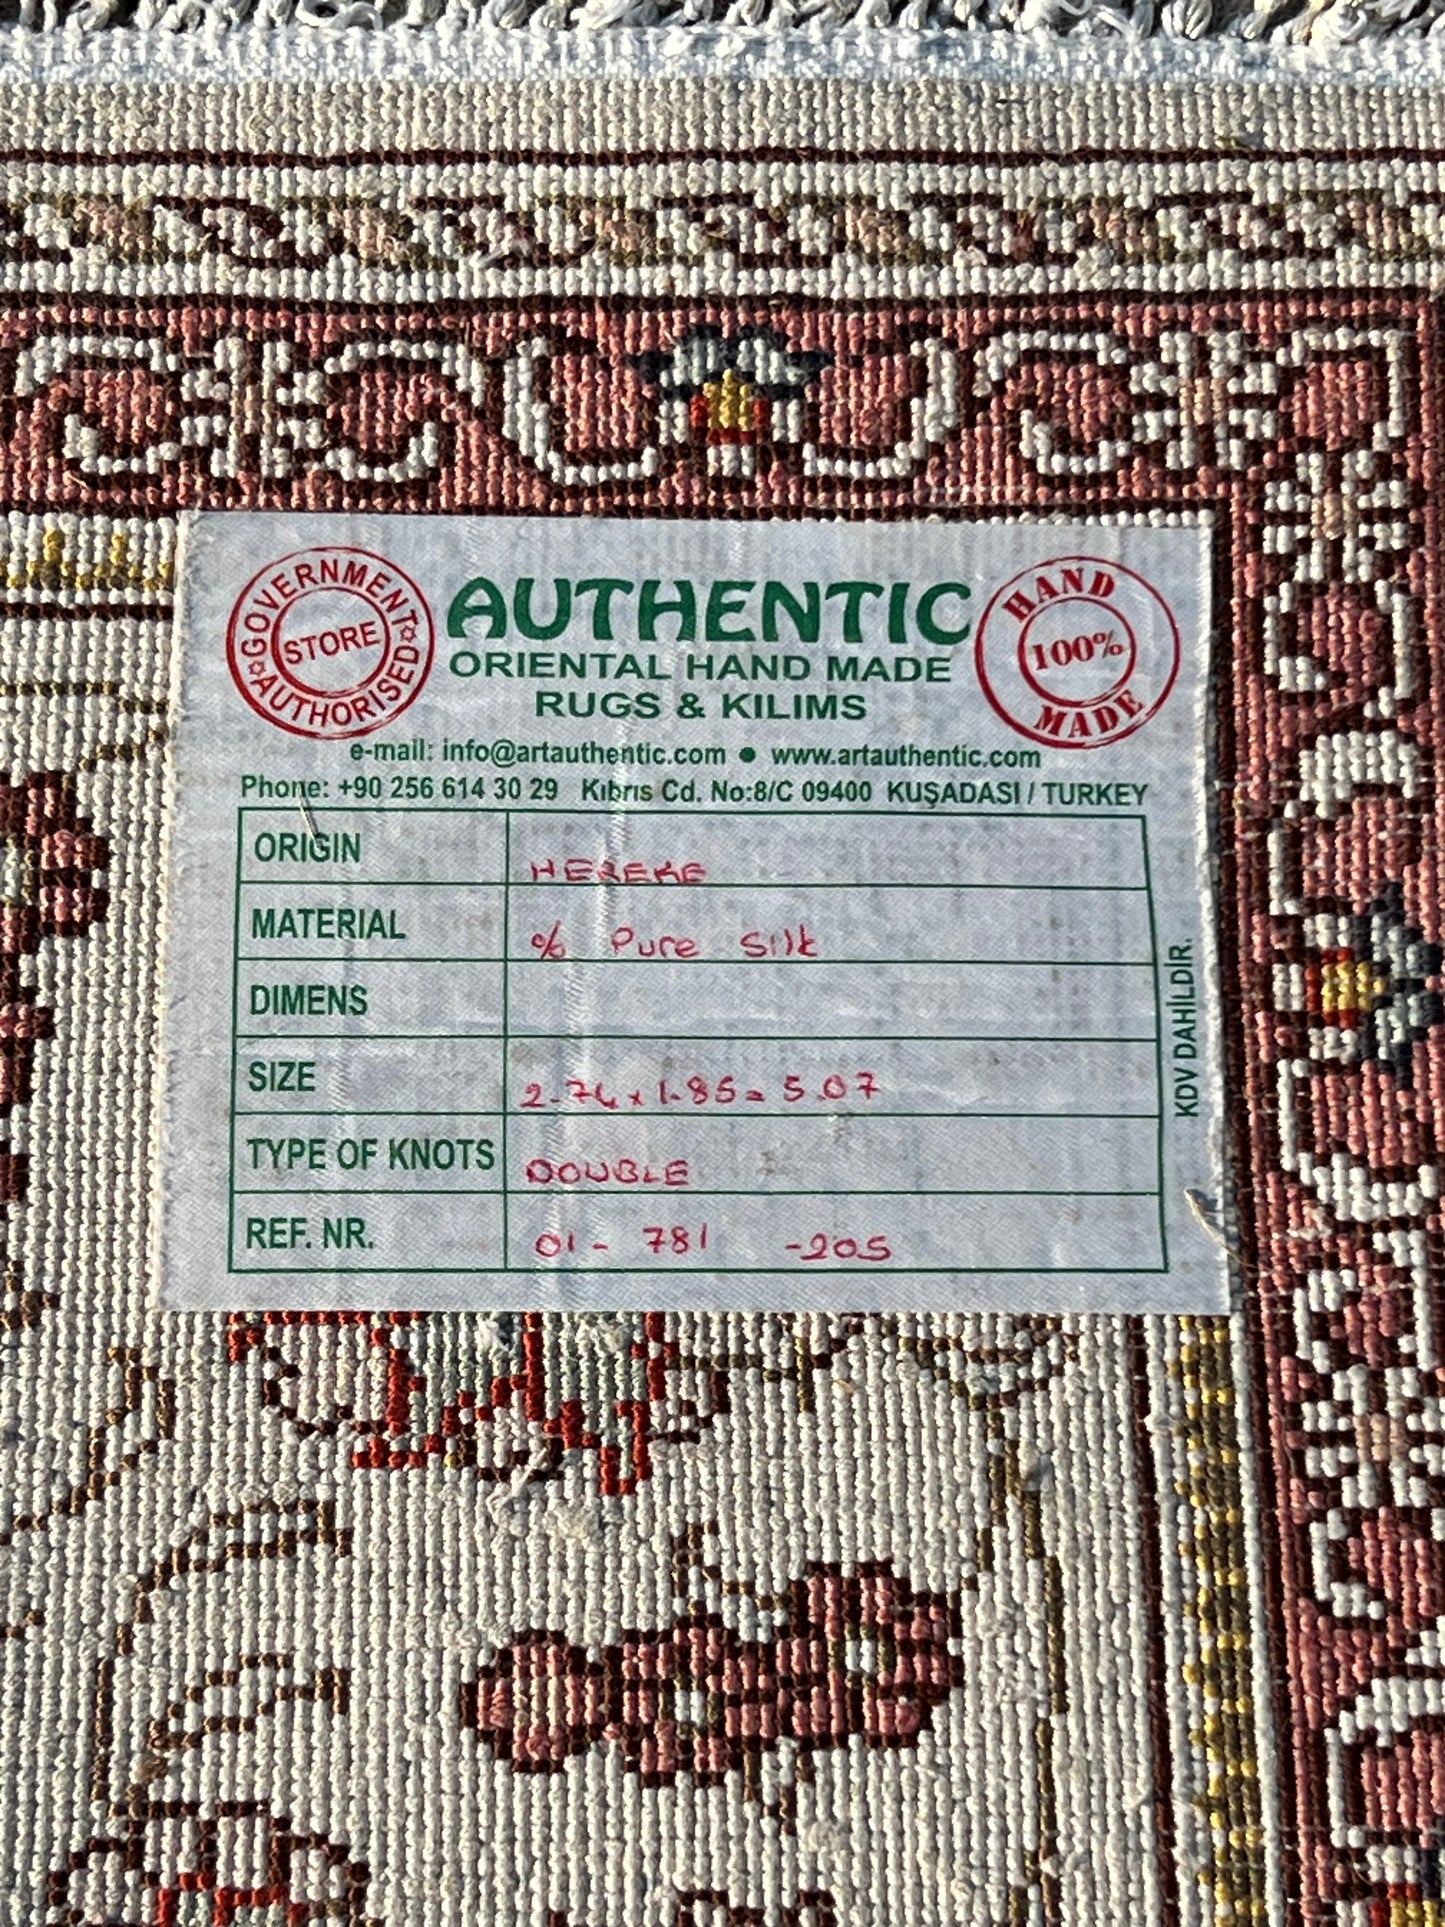 GOVERNMENT
STORE
AUTHORISED
AUTHENTIC
ORIENTAL HAND MADE
RUGS & KILIMS
HAND
100%
MADE
e-mail: info@artauthentic.com ● www.artauthentic.com
Phone: +90 256 614 30 29 Kıbrıs Cd. No:8/C 09400 KUŞADASI / TURKEY
ORIGIN HEREKE
MATERIAL % Pure Silk
DIMENS
SIZE 2.74 x 1.85 = 5.07
TYPE OF KNOTS DOUBLE
REF. NR. 01 - 781 -205
KDV DAHİLDİR.